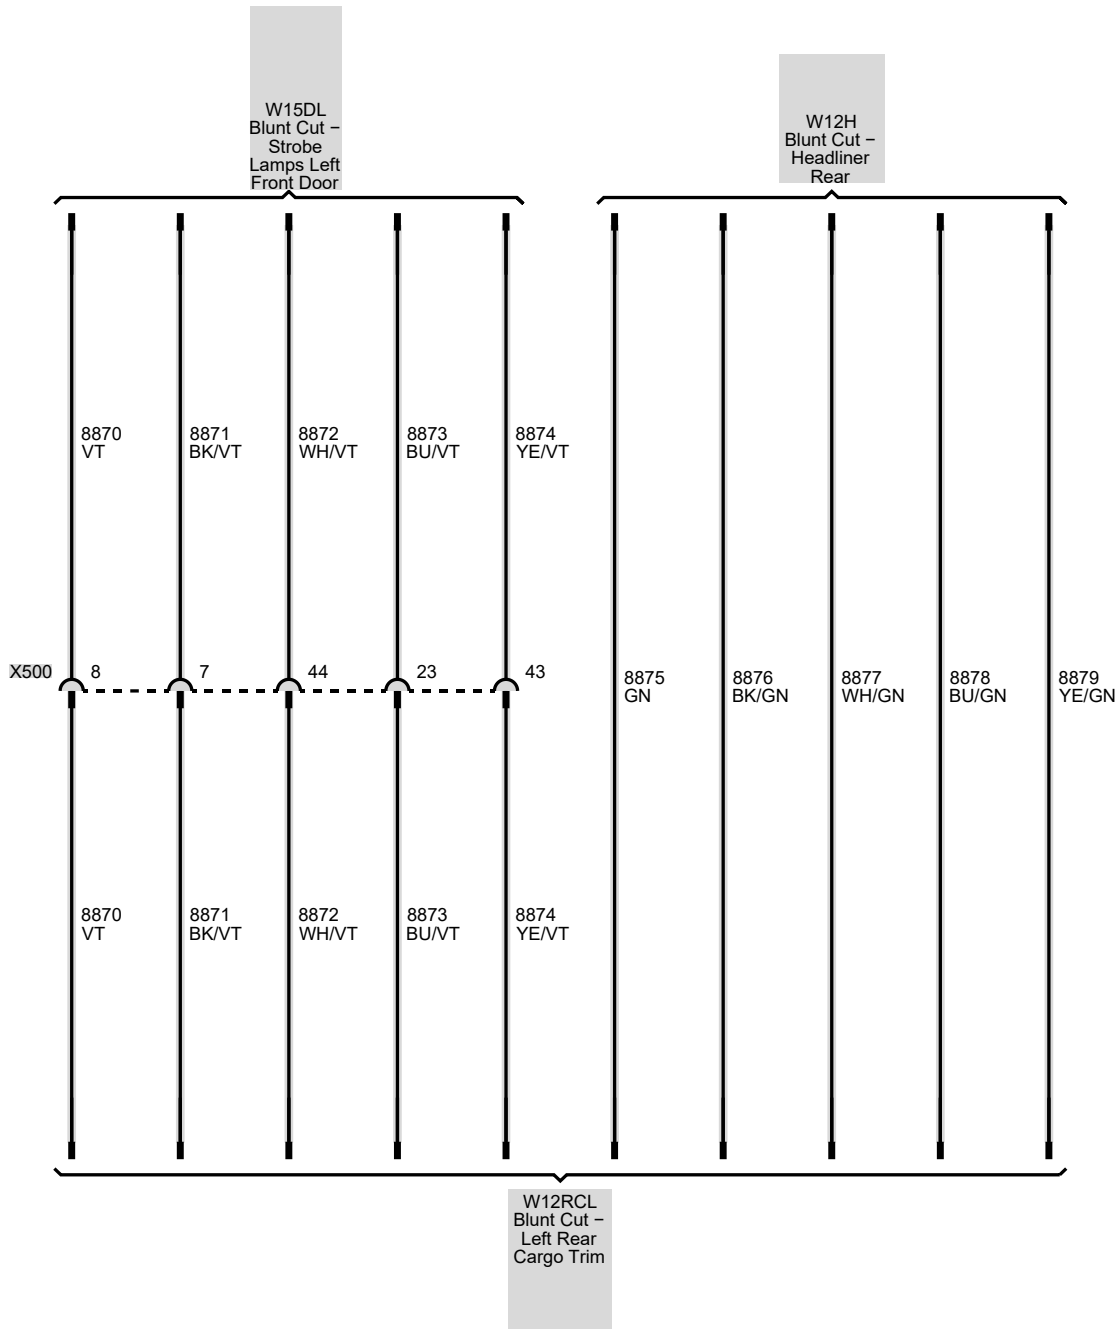 W15DL
Blunt Cut –
Strobe
Lamps Left
Front Door
W12H
Blunt Cut –
Headliner
Rear
8870
VT
8871
BK/VT
8872
WH/VT
8873
BU/VT
8874
YE/VT
X500
8
7
44
23
43
8875
GN
8876
BK/GN
8877
WH/GN
8878
BU/GN
8879
YE/GN
8870
VT
8871
BK/VT
8872
WH/VT
8873
BU/VT
8874
YE/VT
W12RCL
Blunt Cut –
Left Rear
Cargo Trim